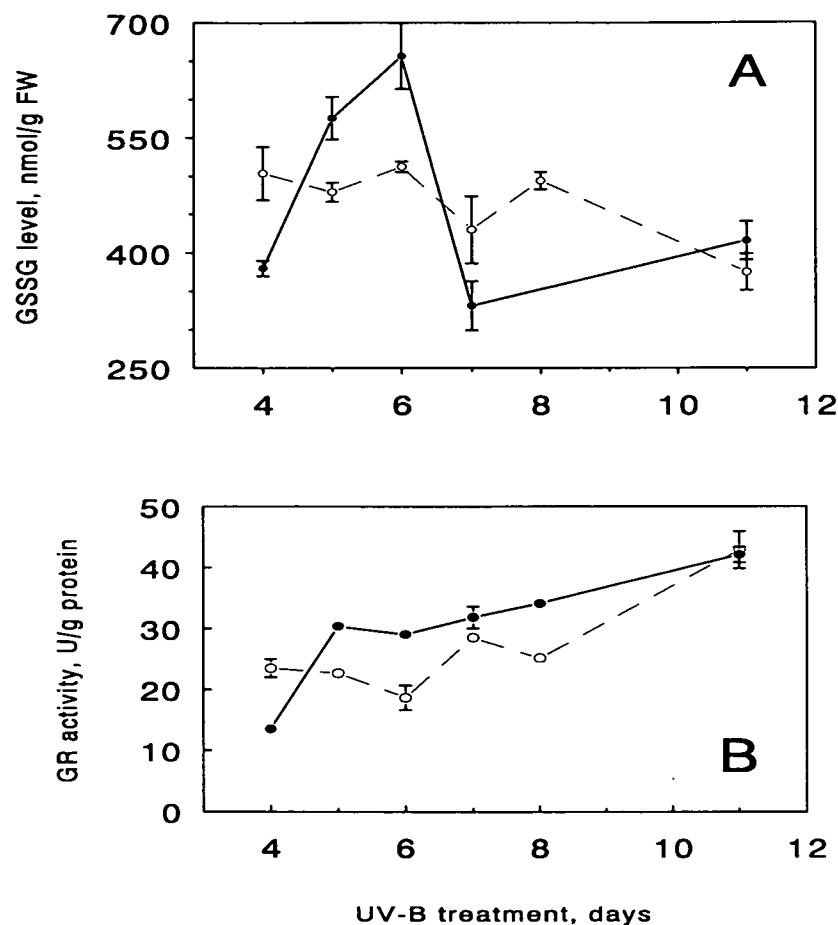 700
550
400
250
GSSG level, nmol/g FW
A
4 6 8 10 12
50
40
30
20
10
0
GR activity, U/g protein
B
4 6 8 10 12
UV-B treatment, days